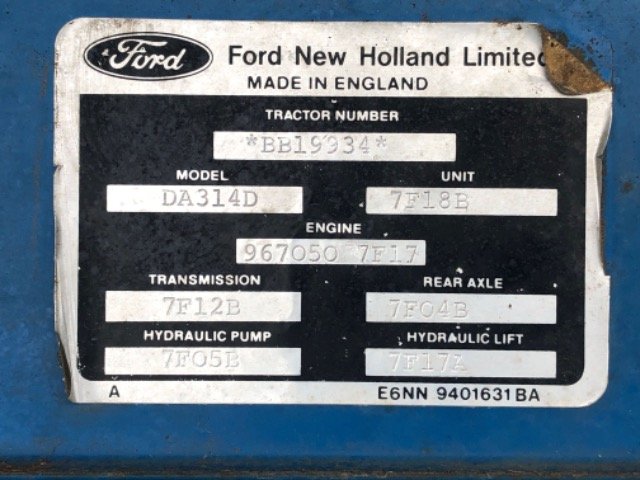 Ford Ford New Holland Limited
MADE IN ENGLAND
TRACTOR NUMBER
*BB19934*
MODEL UNIT
DA314D 7F18B
ENGINE
967050 7F17
TRANSMISSION REAR AXLE
7F12B 7F04B
HYDRAULIC PUMP HYDRAULIC LIFT
7F05B 7F17A
A E6NN 9401631BA